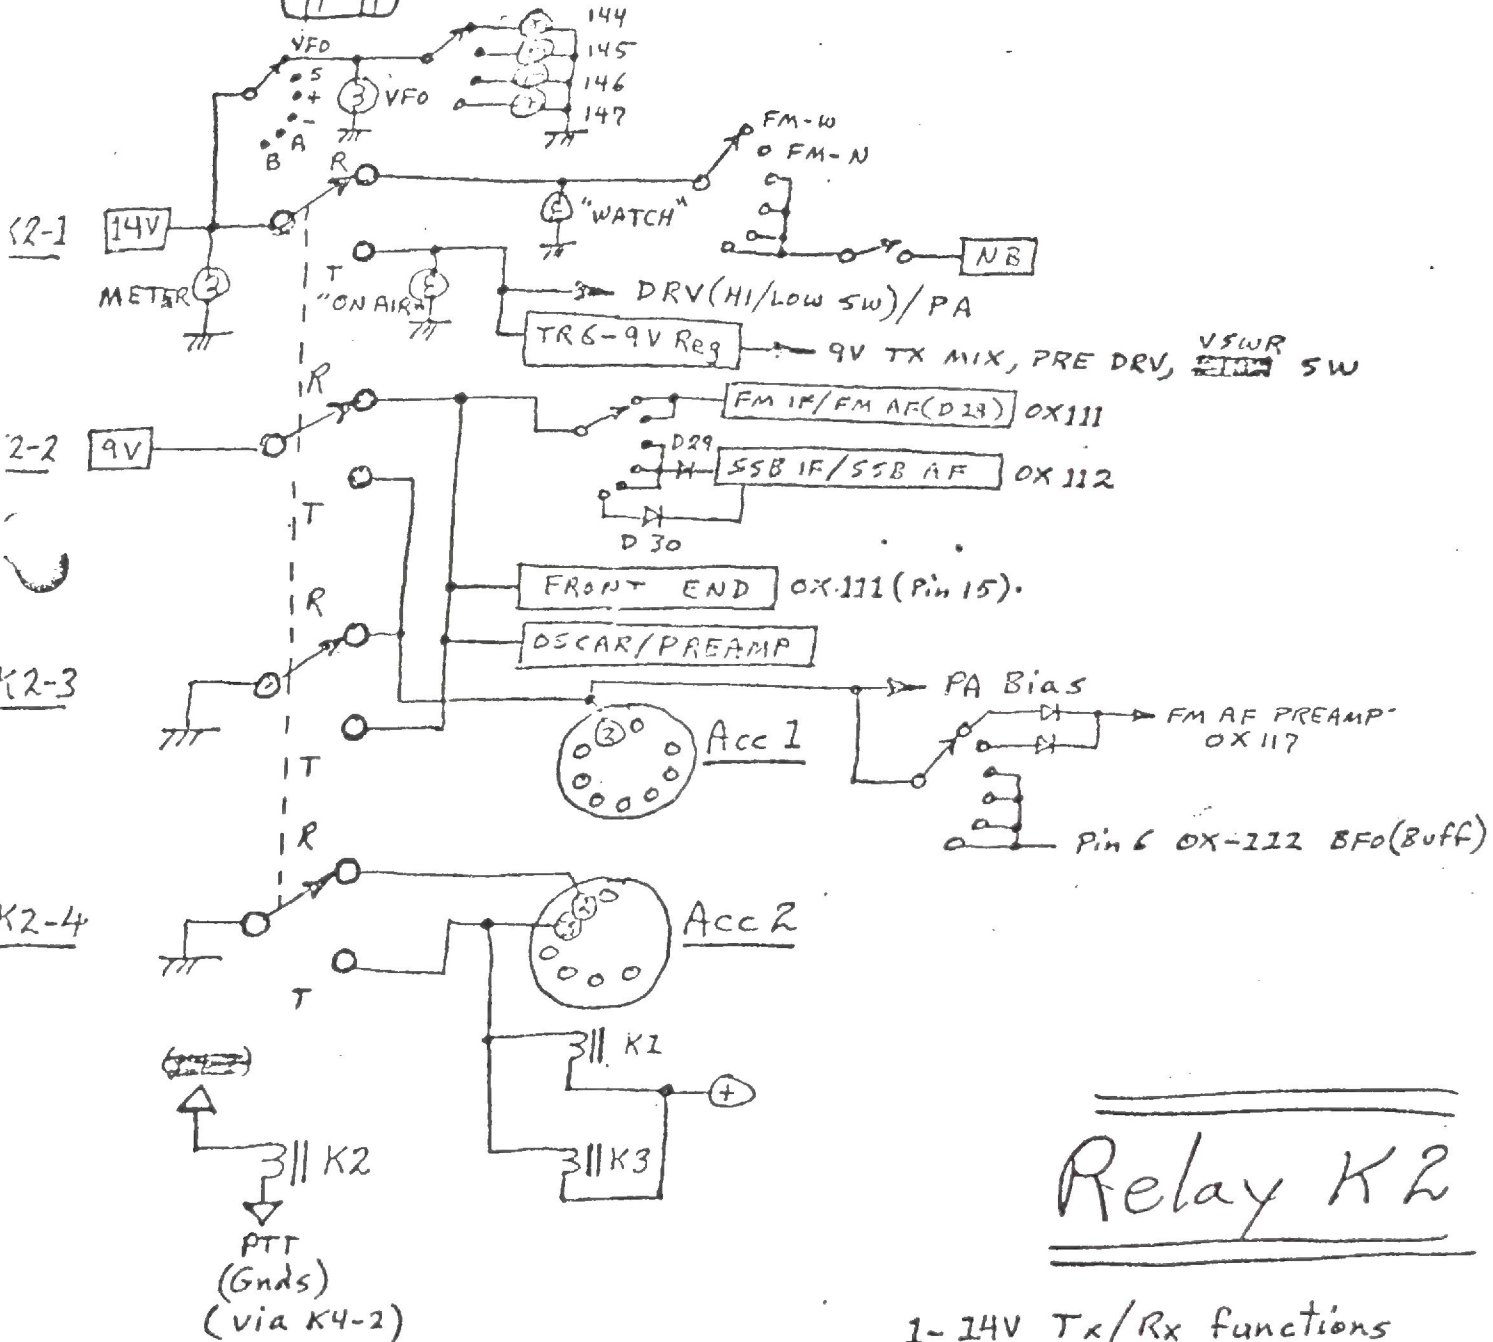 144
VFO
145
S
+
VFO
146
-
147
A
B
FM-W
R
FM-N
"WATCH"
K2-1
14V
NB
T
METER
"ON AIR"
DRV(HI/LOW SW)/PA
TR6-9V Reg
VSWR
9V TX MIX, PRE DRV, SW
R
FM IF/FM AF(D28) OX111
2-2
9V
D29
SSB IF/SSB AF OX 112
T
D 30
FRONT END OX-111 (Pin 15).
R
OSCAR/PREAMP
K2-3
PA Bias
FM AF PREAMP
OX 117
3
Acc 1
T
R
Pin 6 OX-112 BFO(Buff)
K2-4
Acc 2
T
K1
+
K2
K3
Relay K2
PTT
(Gnds)
(via K4-2)
1- 14V Tx/Rx functions